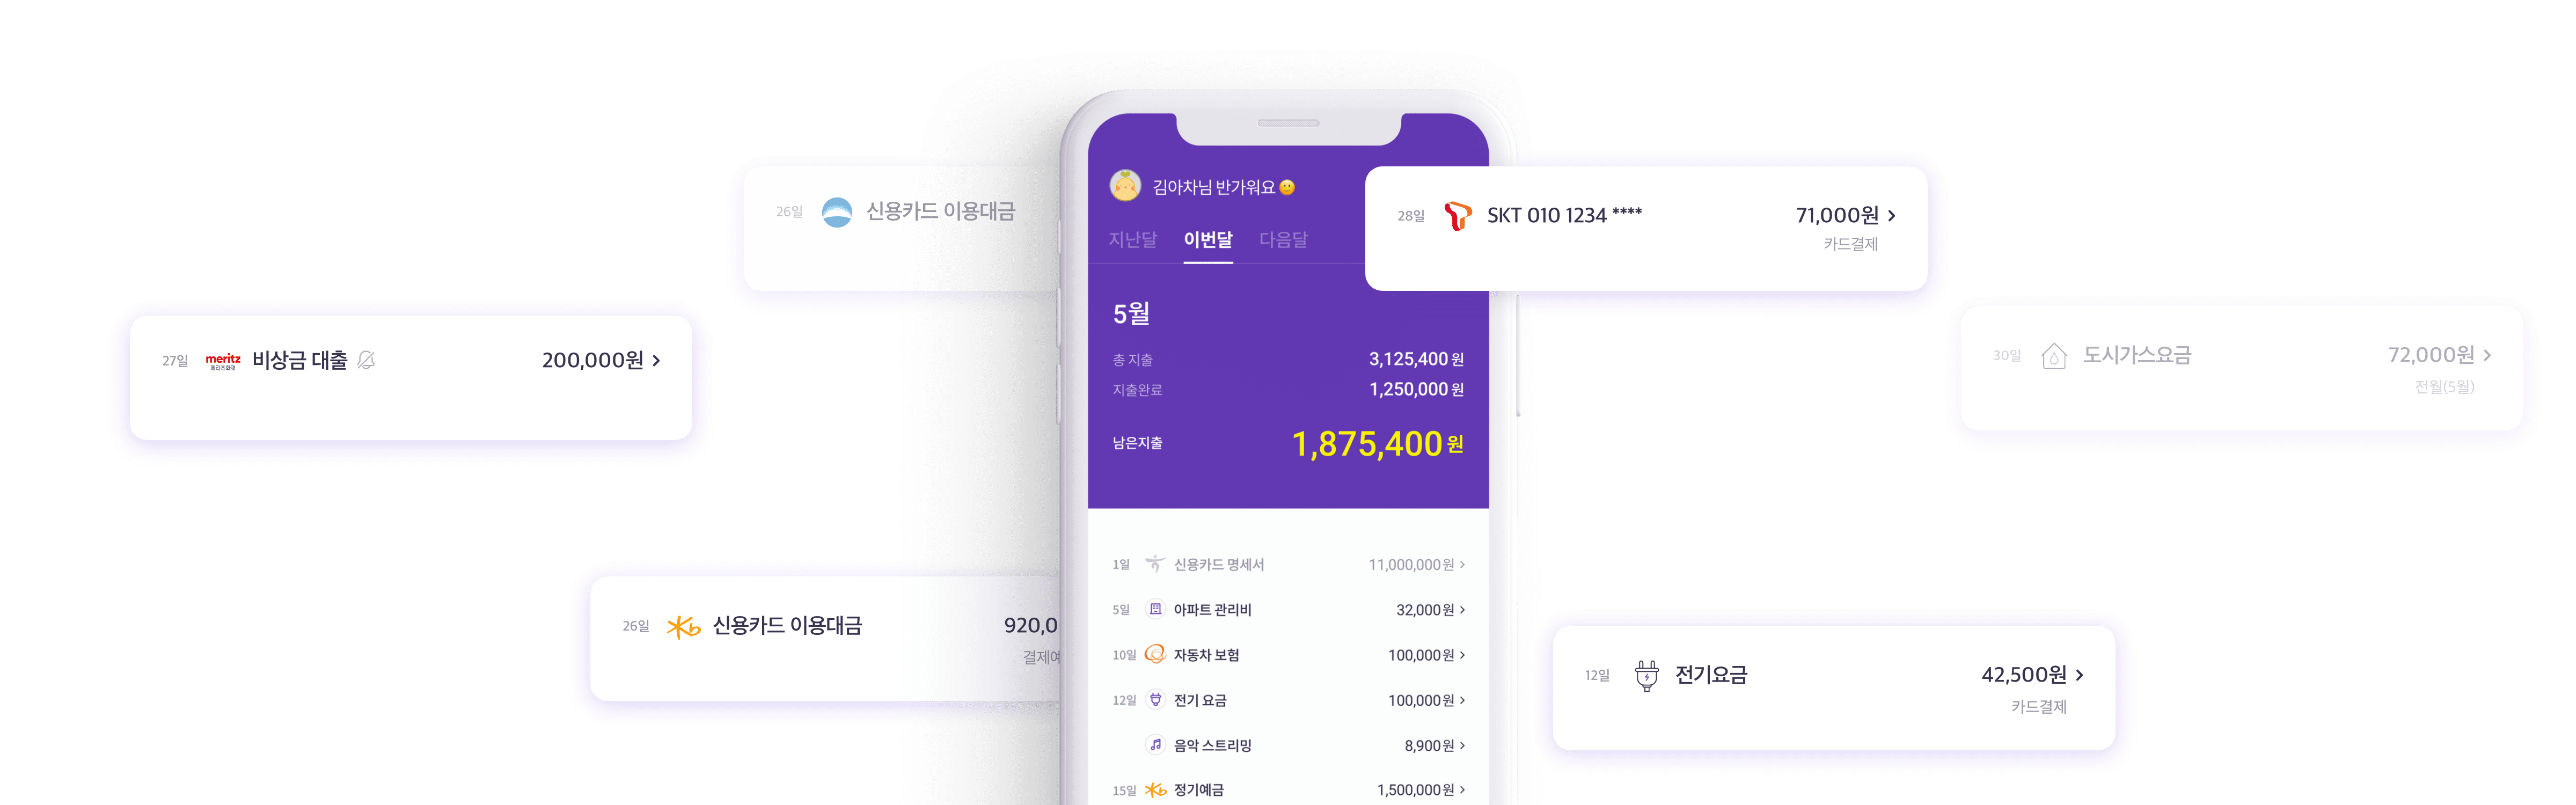 26일 신용카드 이용대금
27일 meritz 메리츠화재 비상금 대출 200,000원
26일 신용카드 이용대금 920,0
결제예
김아차님 반가워요
지난달 이번달 다음달
5월
총 지출 3,125,400 원
지출완료 1,250,000 원
남은지출 1,875,400 원
1일 신용카드 명세서 11,000,000원
5일 아파트 관리비 32,000원
10일 자동차 보험 100,000원
12일 전기 요금 100,000원
음악 스트리밍 8,900원
15일 정기예금 1,500,000원
28일 SKT 010 1234 **** 71,000원
카드결제
30일 도시가스요금 72,000원
전월(5월)
12일 전기요금 42,500원
카드결제